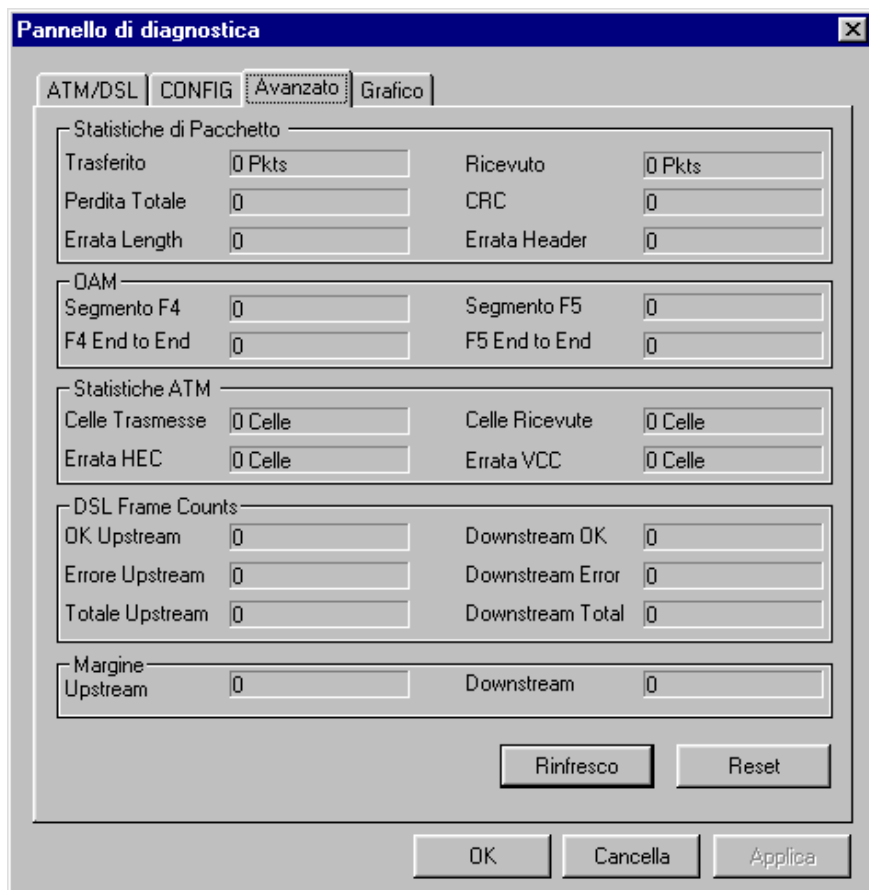 Pannello di diagnostica
ATM/DSL CONFIG Avanzato Grafico
Statistiche di Pacchetto
Trasferito 0 Pkts Ricevuto 0 Pkts
Perdita Totale 0 CRC 0
Errata Length 0 Errata Header 0
OAM
Segmento F4 0 Segmento F5 0
F4 End to End 0 F5 End to End 0
Statistiche ATM
Celle Trasmesse 0 Celle Celle Ricevute 0 Celle
Errata HEC 0 Celle Errata VCC 0 Celle
DSL Frame Counts
OK Upstream 0 Downstream OK 0
Errore Upstream 0 Downstream Error 0
Totale Upstream 0 Downstream Total 0
Margine
Upstream 0 Downstream 0
Rinfresco Reset
OK Cancella Applica